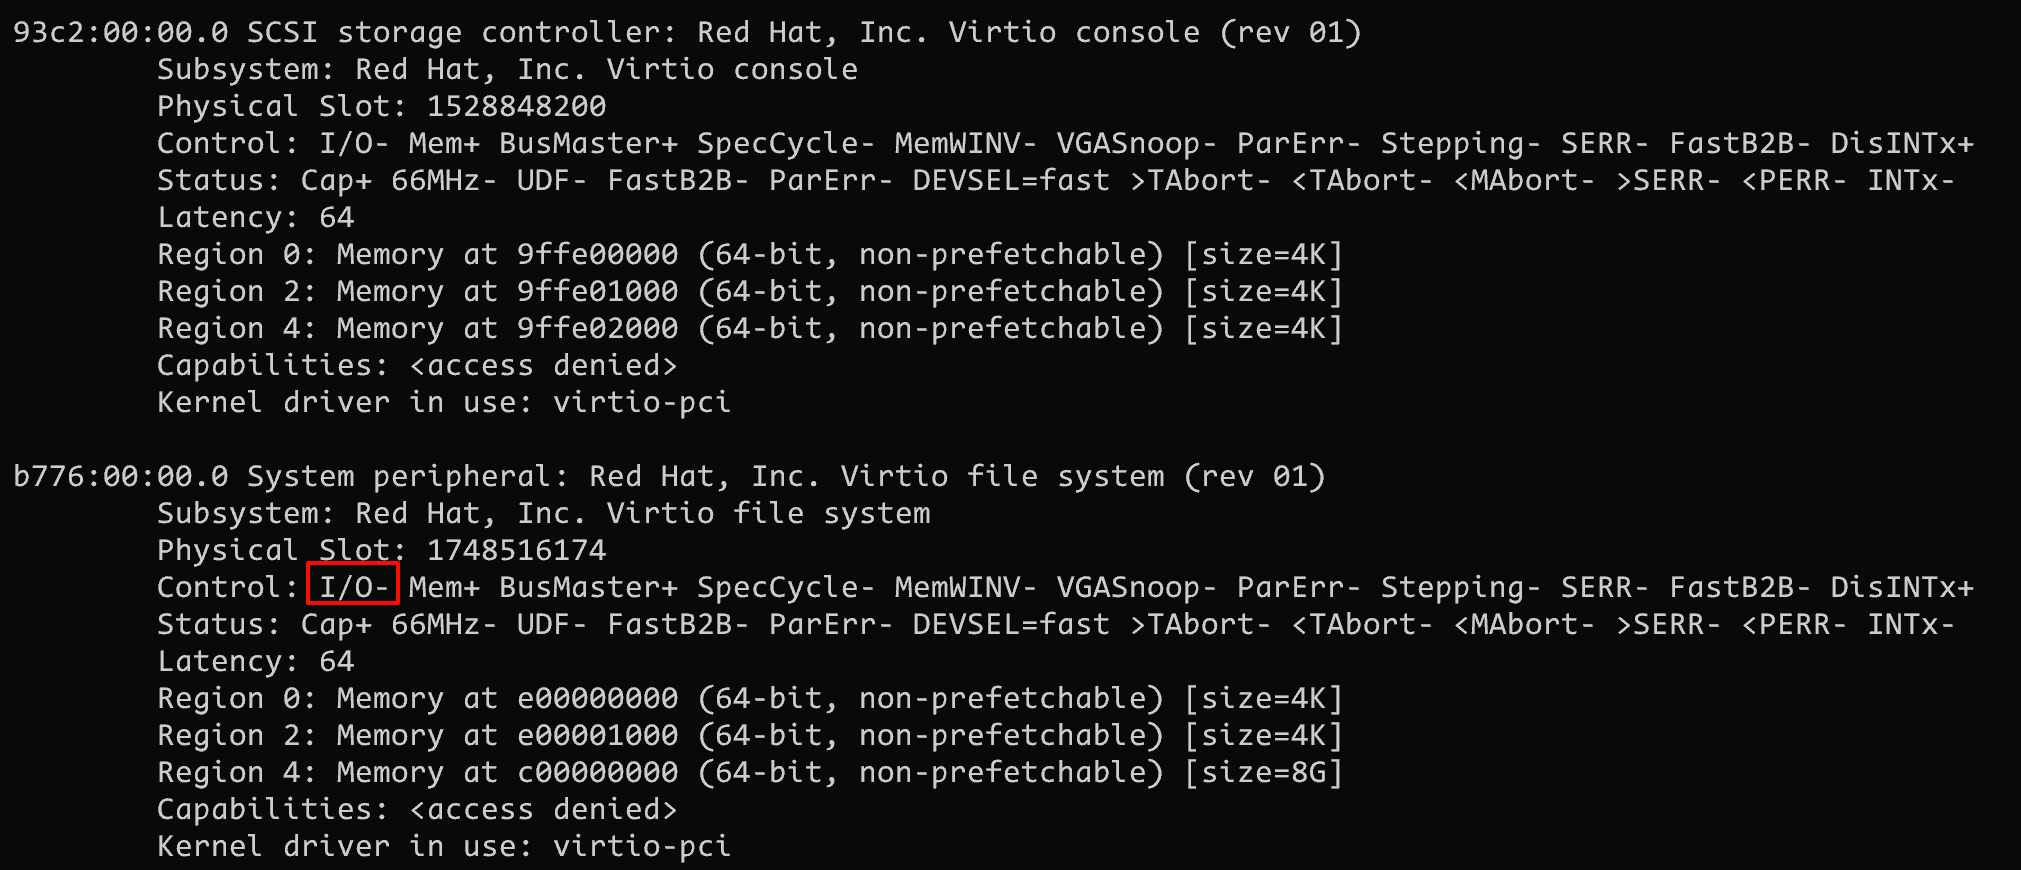 93c2:00:00.0 SCSI storage controller: Red Hat, Inc. Virtio console (rev 01)
Subsystem: Red Hat, Inc. Virtio console
Physical Slot: 1528848200
Control: I/O- Mem+ BusMaster+ SpecCycle- MemWINV- VGASnoop- ParErr- Stepping- SERR- FastB2B- DisINTx+
Status: Cap+ 66MHz- UDF- FastB2B- ParErr- DEVSEL=fast >TAbort- <TAbort- <MAbort- >SERR- <PERR- INTx-
Latency: 64
Region 0: Memory at 9ffe00000 (64-bit, non-prefetchable) [size=4K]
Region 2: Memory at 9ffe01000 (64-bit, non-prefetchable) [size=4K]
Region 4: Memory at 9ffe02000 (64-bit, non-prefetchable) [size=4K]
Capabilities: <access denied>
Kernel driver in use: virtio-pci
b776:00:00.0 System peripheral: Red Hat, Inc. Virtio file system (rev 01)
Subsystem: Red Hat, Inc. Virtio file system
Physical Slot: 1748516174
Control: I/O- Mem+ BusMaster+ SpecCycle- MemWINV- VGASnoop- ParErr- Stepping- SERR- FastB2B- DisINTx+
Status: Cap+ 66MHz- UDF- FastB2B- ParErr- DEVSEL=fast >TAbort- <TAbort- <MAbort- >SERR- <PERR- INTx-
Latency: 64
Region 0: Memory at e00000000 (64-bit, non-prefetchable) [size=4K]
Region 2: Memory at e00001000 (64-bit, non-prefetchable) [size=4K]
Region 4: Memory at c00000000 (64-bit, non-prefetchable) [size=8G]
Capabilities: <access denied>
Kernel driver in use: virtio-pci